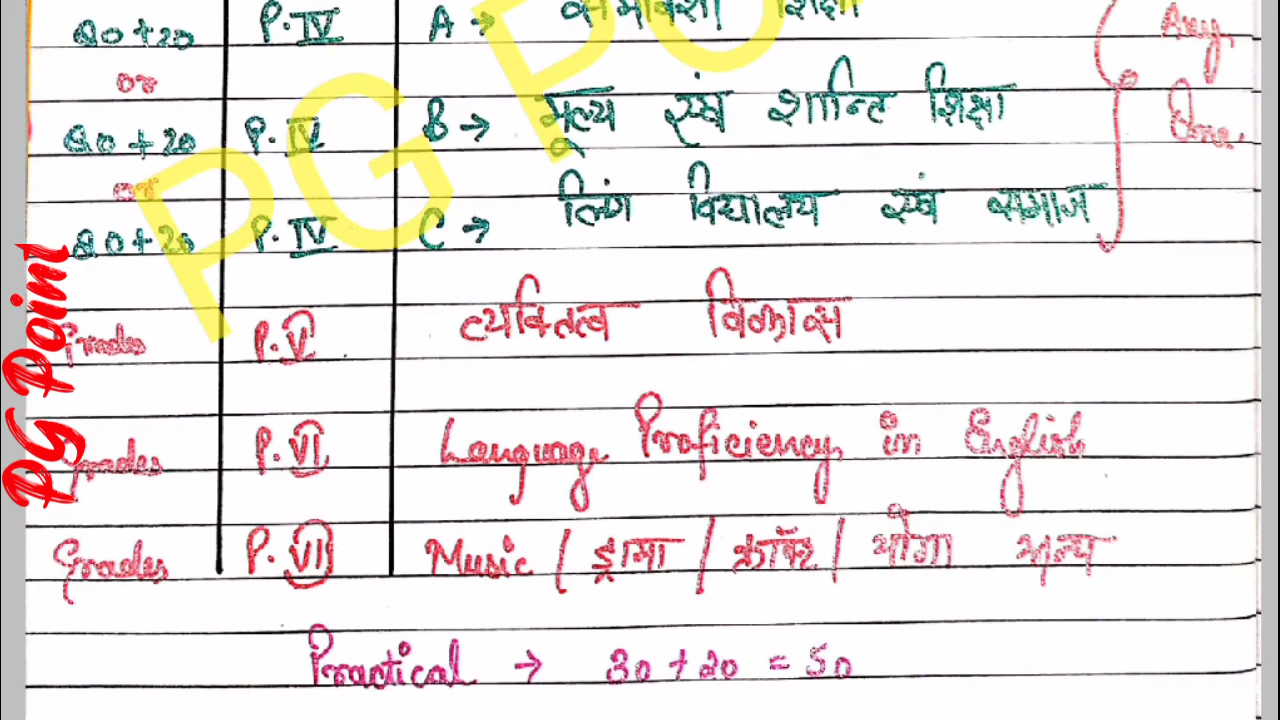 80+20 P.IV A→ समावेशी शिक्षा
or
80+20 P.IV B→ मूल्य एवं शान्ति शिक्षा
or
80+20 P.IV C→ लिंग विद्यालय एवं समाज
Any One
Grades P.V व्यक्तित्व विकास
Grades P.VI Language Proficiency in English
Grades P.VI Music / ड्रामा / क्राफ्ट / योगा अन्य
Practical → 30+20 = 50
PG Point
PG PO